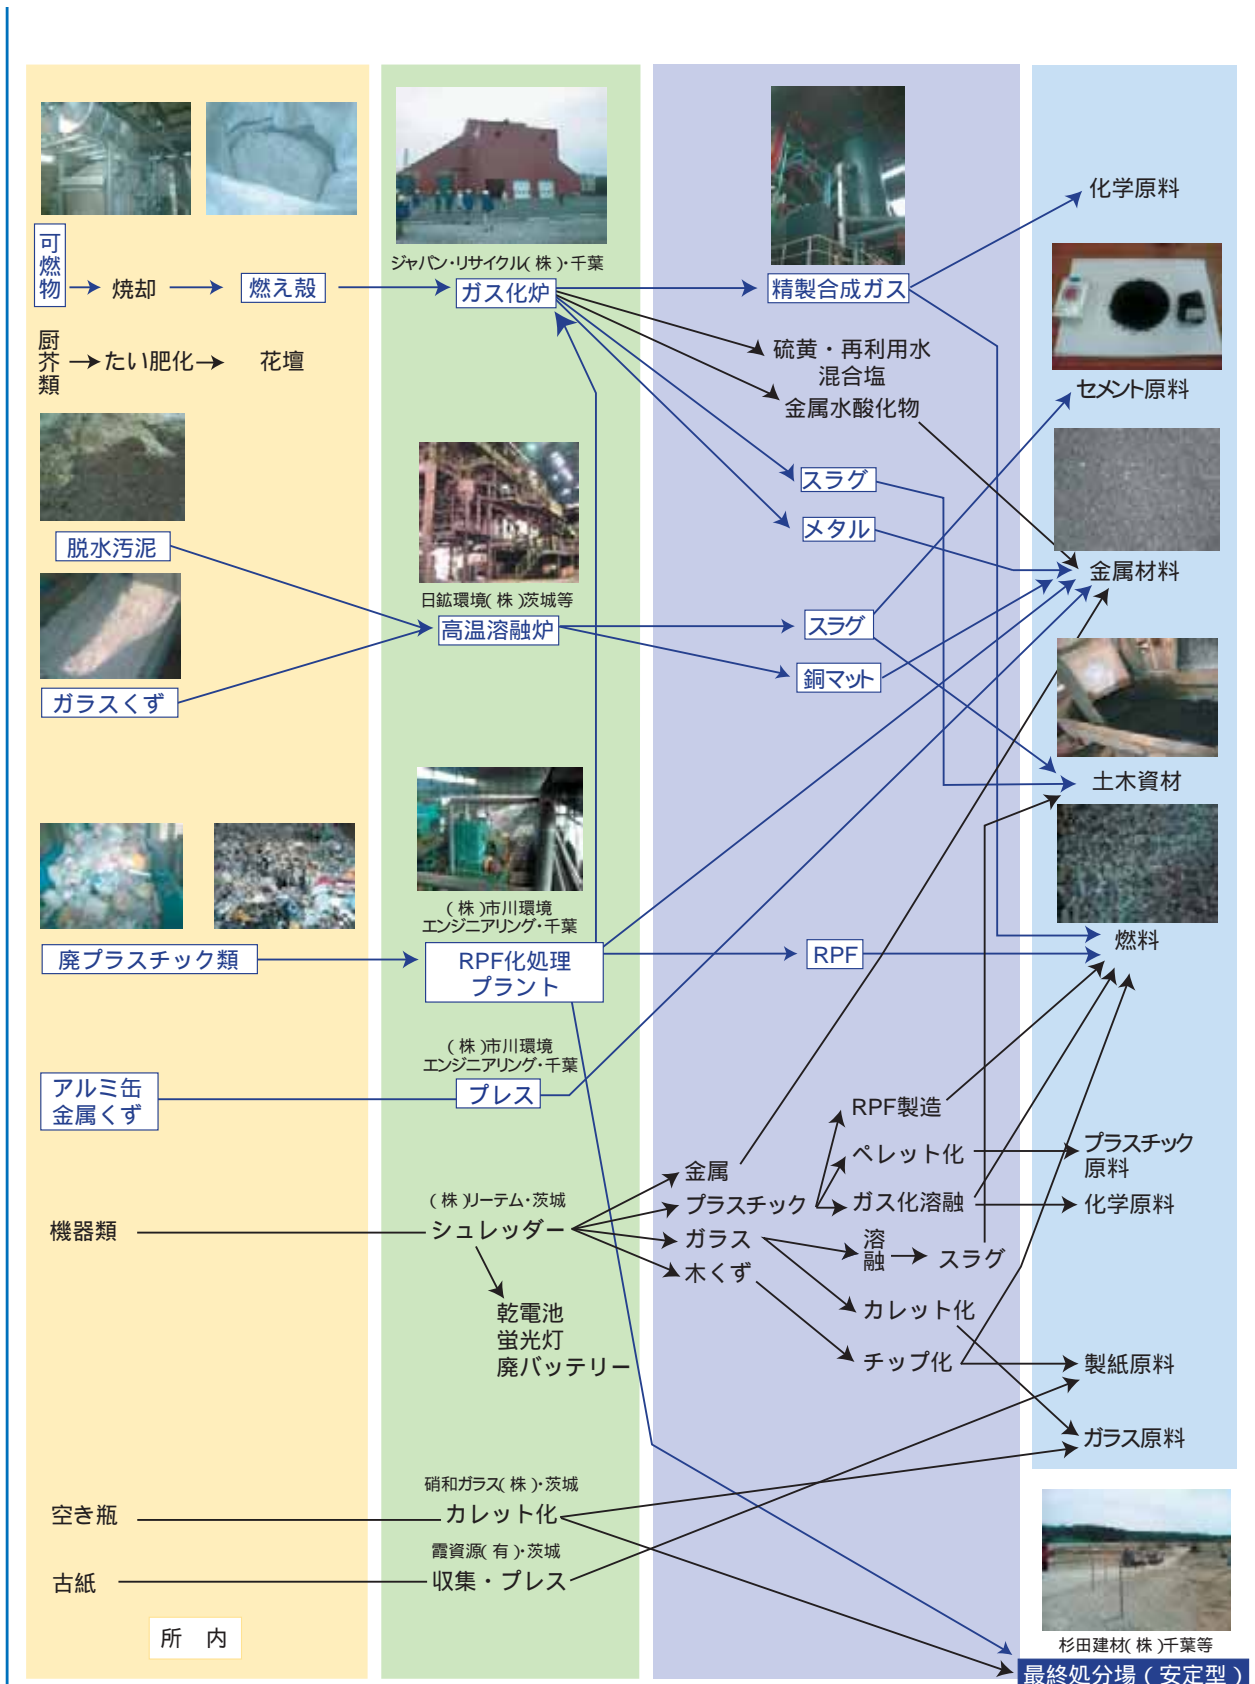 可燃物
焼却
燃え殻
ジャパン・リサイクル(株)・千葉
ガス化炉
精製合成ガス
化学原料
厨芥類
たい肥化
花壇
硫黄・再利用水
混合塩
金属水酸化物
セメント原料
スラグ
メタル
金属材料
脱水汚泥
ガラスくず
日鉱環境(株)茨城等
高温溶融炉
スラグ
銅マット
土木資材
廃プラスチック類
(株)市川環境
エンジニアリング・千葉
RPF化処理
プラント
RPF
燃料
アルミ缶
金属くず
(株)市川環境
エンジニアリング・千葉
プレス
機器類
(株)リーテム・茨城
シュレッダー
乾電池
蛍光灯
廃バッテリー
金属
プラスチック
ガラス
木くず
RPF製造
ペレット化
ガス化溶融
溶融
スラグ
カレット化
チップ化
プラスチック
原料
化学原料
製紙原料
ガラス原料
空き瓶
硝和ガラス(株)・茨城
カレット化
古紙
霞資源(有)・茨城
収集・プレス
所 内
杉田建材(株)千葉等
最終処分場(安定型)